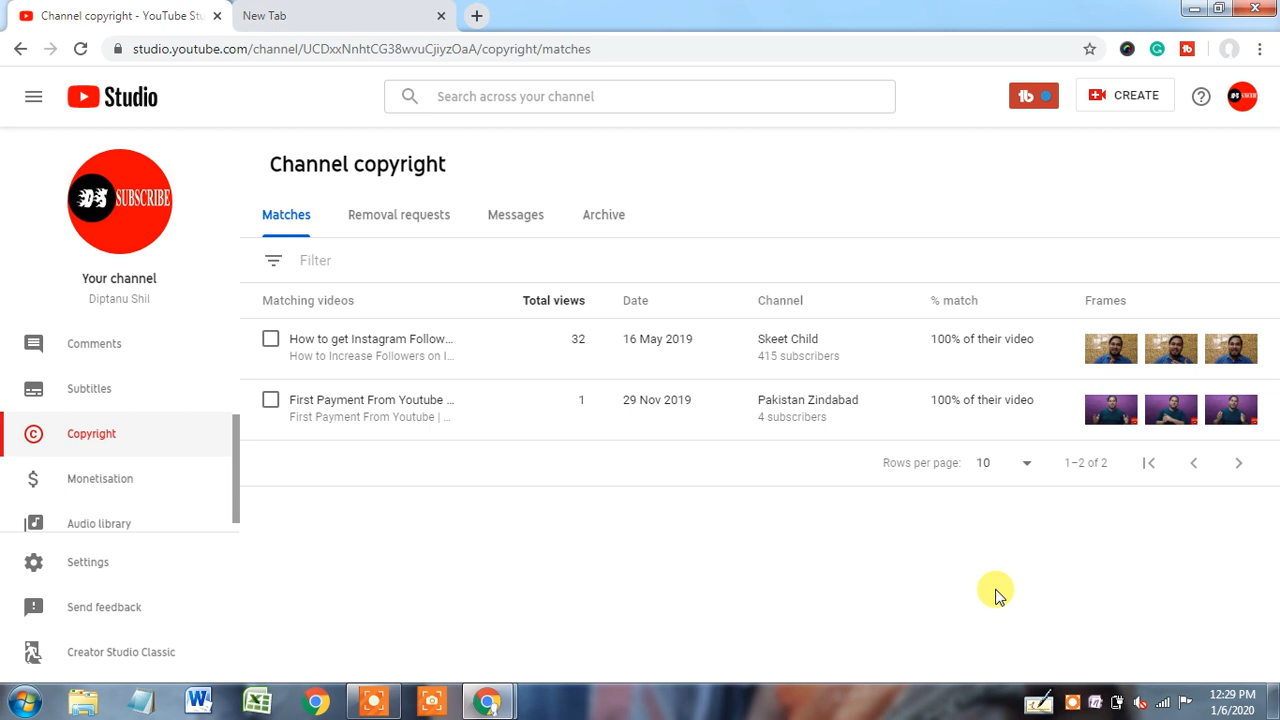 Channel copyright - YouTube Stu
New Tab
studio.youtube.com/channel/UCDxxNnhtCG38wvuCjiyzOaA/copyright/matches
Studio
Search across your channel
CREATE
DS SUBSCRIBE
Your channel
Diptanu Shil
Comments
Subtitles
Copyright
Monetisation
Audio library
Settings
Send feedback
Creator Studio Classic
Channel copyright
Matches Removal requests Messages Archive
Filter
Matching videos Total views Date Channel % match Frames
How to get Instagram Follow... 32 16 May 2019 Skeet Child 100% of their video
How to Increase Followers on I... 415 subscribers
First Payment From Youtube ... 1 29 Nov 2019 Pakistan Zindabad 100% of their video
First Payment From Youtube | ... 4 subscribers
Rows per page: 10 1–2 of 2
12:29 PM
1/6/2020